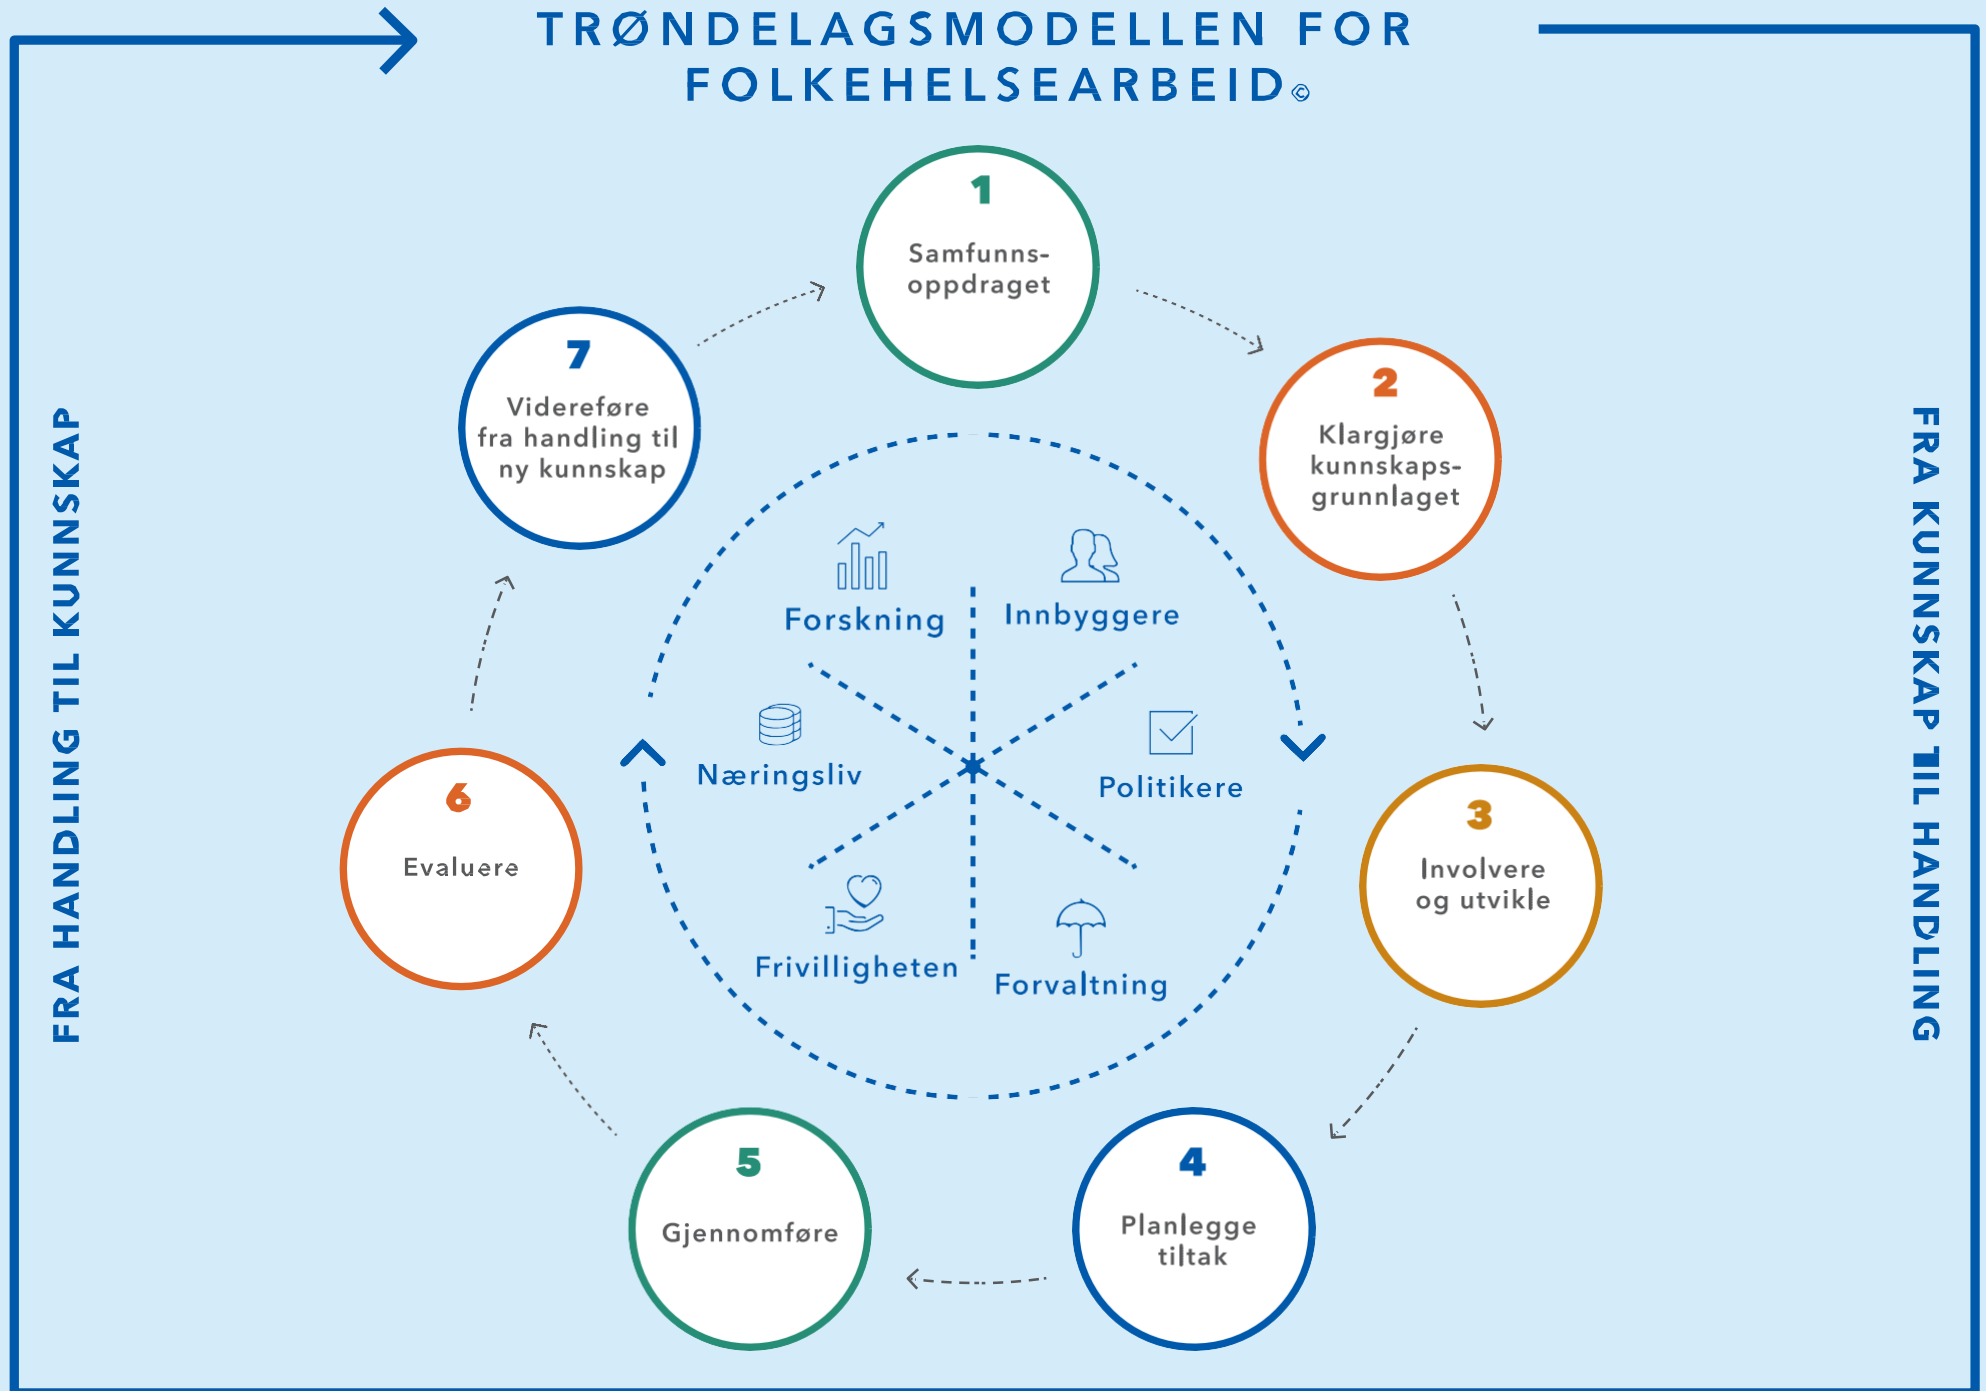 TRØNDELAGSMODELLEN FOR
FOLKEHELSEARBEID©
1
Samfunns-
oppdraget
2
Klargjøre
kunnskaps-
grunnlaget
3
Involvere
og utvikle
4
Planlegge
tiltak
5
Gjennomføre
6
Evaluere
7
Videreføre
fra handling til
ny kunnskap
Forskning
Innbyggere
Næringsliv
Politikere
Frivilligheten
Forvaltning
FRA HANDLING TIL KUNNSKAP
FRA KUNNSKAP TIL HANDLING